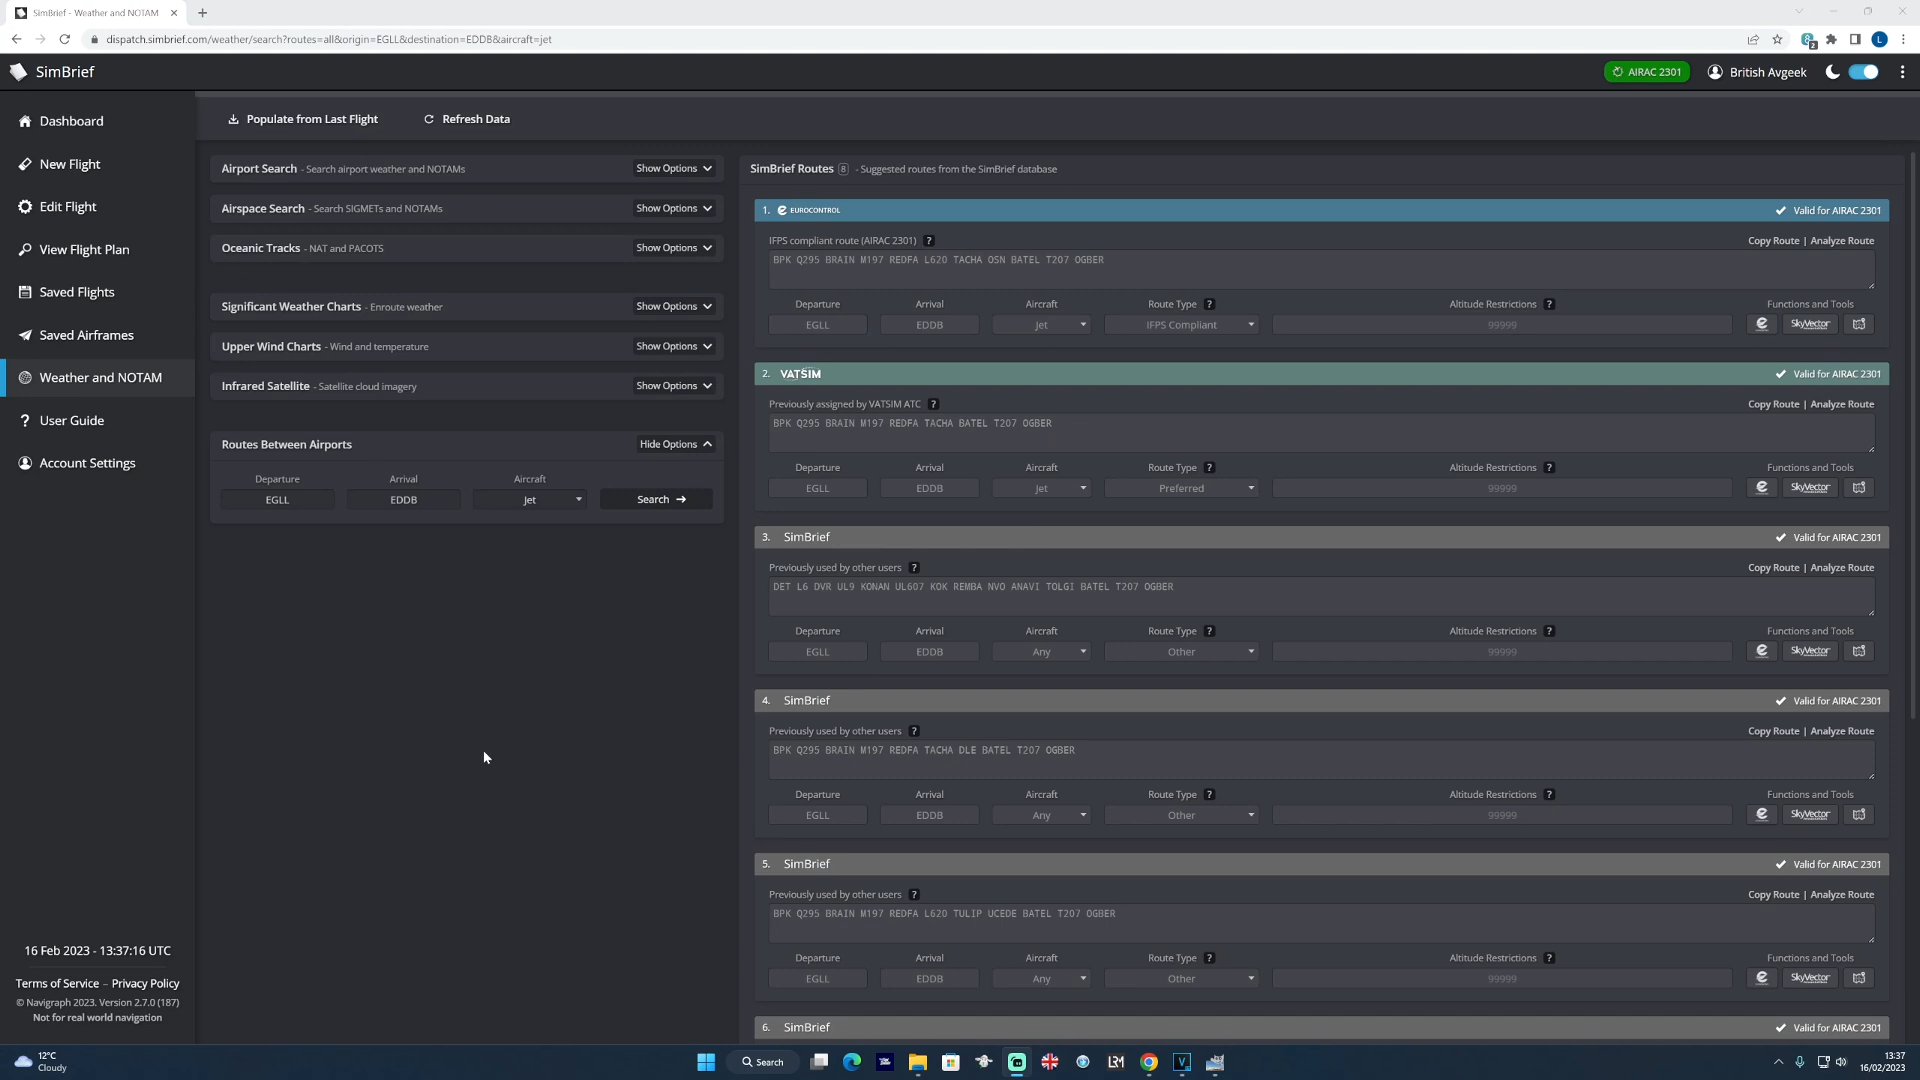 SimBrief - Weather and NOTAM
dispatch.simbrief.com/weather/search?routes=all&origin=EGLL&destination=EDDB&aircraft=jet
2
L
SimBrief
AIRAC 2301
British Avgeek
Dashboard
New Flight
Edit Flight
View Flight Plan
Saved Flights
Saved Airframes
Weather and NOTAM
User Guide
Account Settings
16 Feb 2023 - 13:37:16 UTC
Terms of Service – Privacy Policy
© Navigraph 2023. Version 2.7.0 (187)
Not for real world navigation
Populate from Last Flight
Refresh Data
Airport Search - Search airport weather and NOTAMs
Show Options
Airspace Search - Search SIGMETs and NOTAMs
Show Options
Oceanic Tracks - NAT and PACOTS
Show Options
Significant Weather Charts - Enroute weather
Show Options
Upper Wind Charts - Wind and temperature
Show Options
Infrared Satellite - Satellite cloud imagery
Show Options
Routes Between Airports
Hide Options
Departure Arrival Aircraft
EGLL EDDB Jet Search
SimBrief Routes 8 - Suggested routes from the SimBrief database
1. EUROCONTROL
Valid for AIRAC 2301
IFPS compliant route (AIRAC 2301) ?
Copy Route | Analyze Route
BPK Q295 BRAIN M197 REDFA L620 TACHA OSN BATEL T207 OGBER
Departure Arrival Aircraft Route Type ? Altitude Restrictions ? Functions and Tools
EGLL EDDB Jet IFPS Compliant 99999 SkyVector
2. VATSIM
Valid for AIRAC 2301
Previously assigned by VATSIM ATC ?
Copy Route | Analyze Route
BPK Q295 BRAIN M197 REDFA TACHA BATEL T207 OGBER
Departure Arrival Aircraft Route Type ? Altitude Restrictions ? Functions and Tools
EGLL EDDB Jet Preferred 99999 SkyVector
3. SimBrief
Valid for AIRAC 2301
Previously used by other users ?
Copy Route | Analyze Route
DET L6 DVR UL9 KONAN UL607 KOK REMBA NVO ANAVI TOLGI BATEL T207 OGBER
Departure Arrival Aircraft Route Type ? Altitude Restrictions ? Functions and Tools
EGLL EDDB Any Other 99999 SkyVector
4. SimBrief
Valid for AIRAC 2301
Previously used by other users ?
Copy Route | Analyze Route
BPK Q295 BRAIN M197 REDFA TACHA DLE BATEL T207 OGBER
Departure Arrival Aircraft Route Type ? Altitude Restrictions ? Functions and Tools
EGLL EDDB Any Other 99999 SkyVector
5. SimBrief
Valid for AIRAC 2301
Previously used by other users ?
Copy Route | Analyze Route
BPK Q295 BRAIN M197 REDFA L620 TULIP UCEDE BATEL T207 OGBER
Departure Arrival Aircraft Route Type ? Altitude Restrictions ? Functions and Tools
EGLL EDDB Any Other 99999 SkyVector
6. SimBrief
Valid for AIRAC 2301
12°C
Cloudy
Search
LRM
V
13:37
16/02/2023